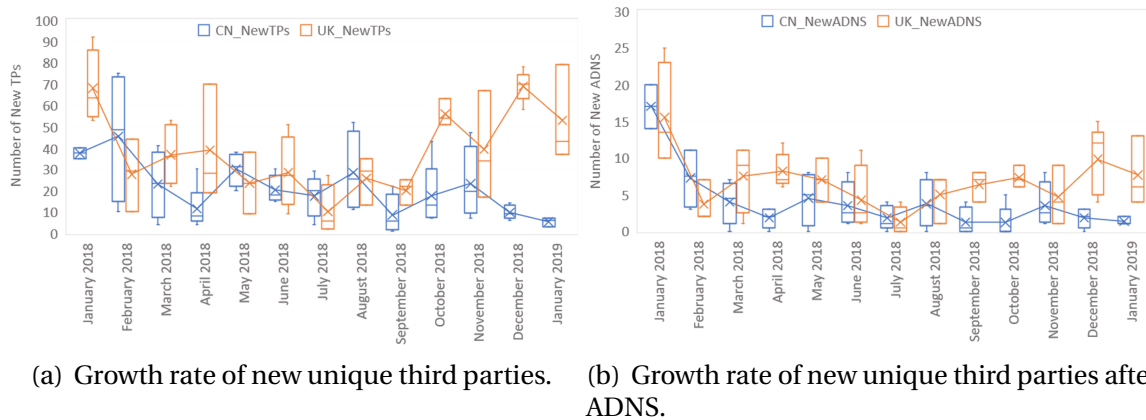 CN_NewTPs UK_NewTPs
Number of New TPs
100
90
80
70
60
50
40
30
20
10
0
January 2018
February 2018
March 2018
April 2018
May 2018
June 2018
July 2018
August 2018
September 2018
October 2018
November 2018
December 2018
January 2019
(a) Growth rate of new unique third parties.
CN_NewADNS UK_NewADNS
Number of New ADNS
30
25
20
15
10
5
0
January 2018
February 2018
March 2018
April 2018
May 2018
June 2018
July 2018
August 2018
September 2018
October 2018
November 2018
December 2018
January 2019
(b) Growth rate of new unique third parties afte
ADNS.